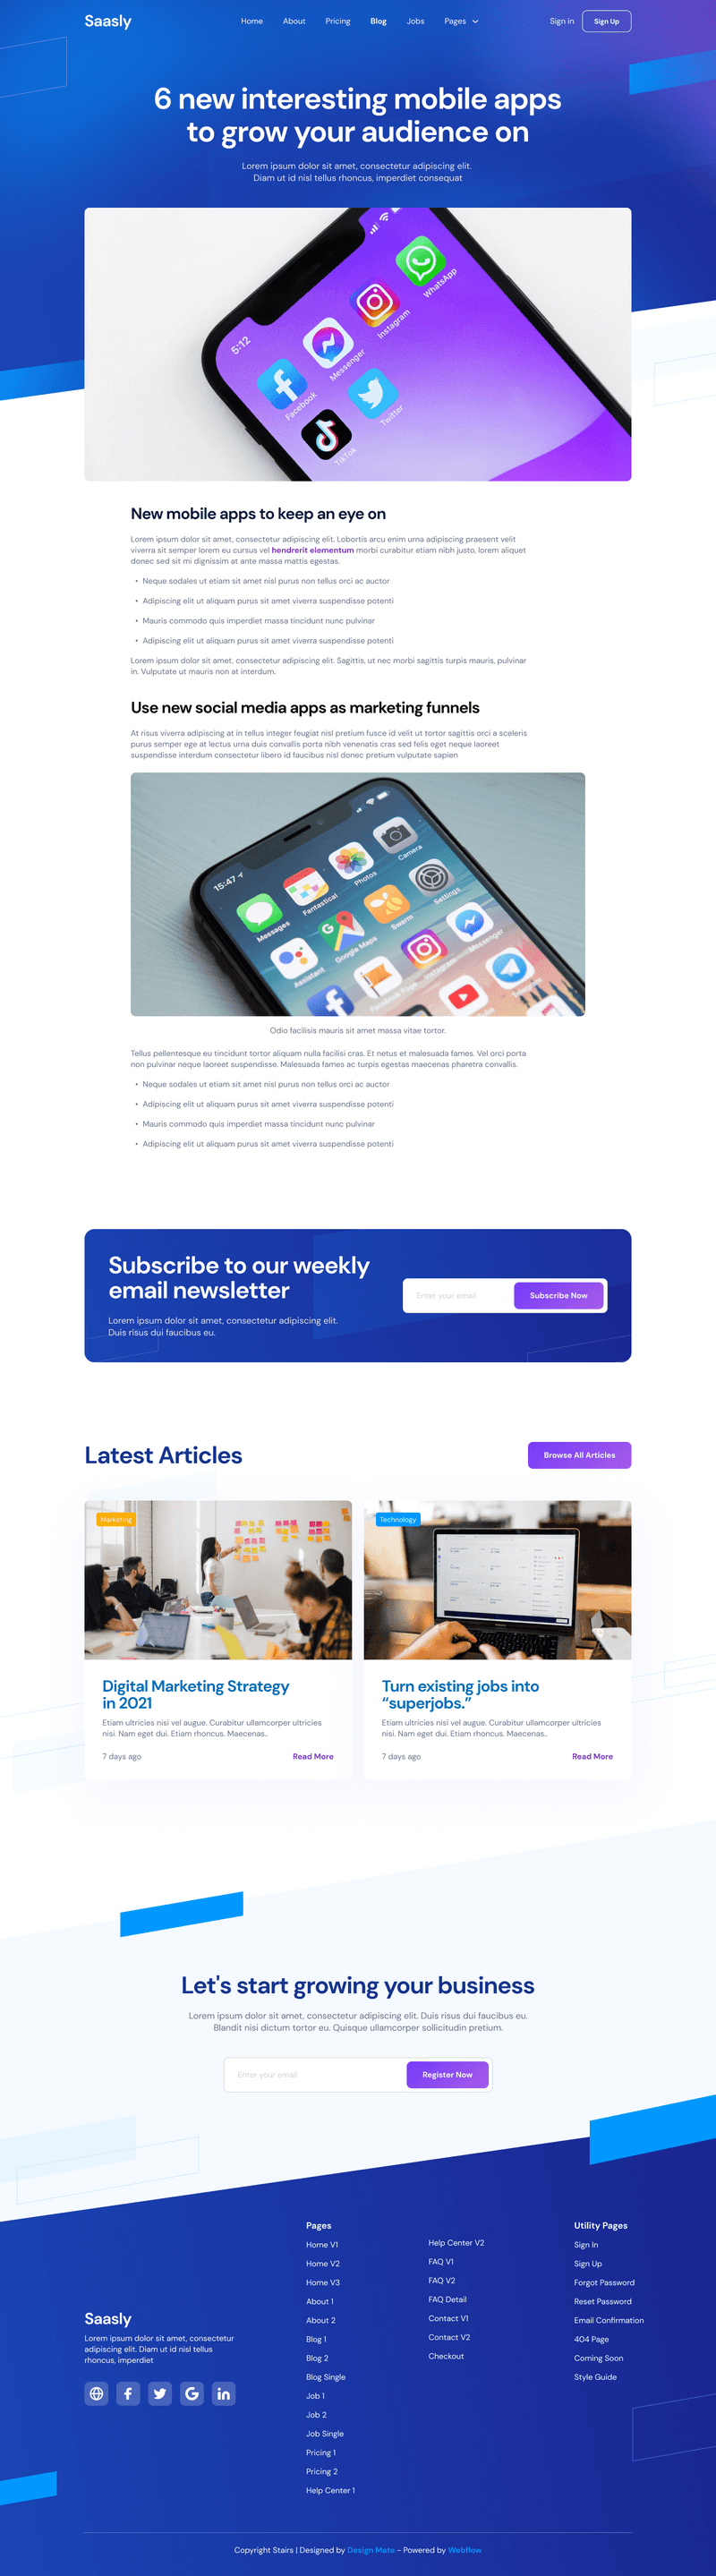 Saasly
Home About Pricing Blog Jobs Pages
Sign in Sign Up
6 new interesting mobile apps
to grow your audience on
Lorem ipsum dolor sit amet, consectetur adipiscing elit.
Diam ut id nisl tellus rhoncus, imperdiet consequat
5:12
WhatsApp
Instagram
Messenger
Facebook
Twitter
TikTok
New mobile apps to keep an eye on
Lorem ipsum dolor sit amet, consectetur adipiscing elit. Lobortis arcu enim urna adipiscing praesent velit
viverra sit semper lorem eu cursus vel hendrerit elementum morbi curabitur etiam nibh justo, lorem aliquet
donec sed sit mi dignissim at ante massa mattis egestas.
• Neque sodales ut etiam sit amet nisl purus non tellus orci ac auctor
• Adipiscing elit ut aliquam purus sit amet viverra suspendisse potenti
• Mauris commodo quis imperdiet massa tincidunt nunc pulvinar
• Adipiscing elit ut aliquam purus sit amet viverra suspendisse potenti
Lorem ipsum dolor sit amet, consectetur adipiscing elit. Sagittis, ut nec morbi sagittis turpis mauris, pulvinar
in. Vulputate ut mauris non at interdum.
Use new social media apps as marketing funnels
At risus viverra adipiscing at in tellus integer feugiat nisl pretium fusce id velit ut tortor sagittis orci a sceleris
purus semper ege at lectus urna duis convallis porta nibh venenatis cras sed felis eget neque laoreet
suspendisse interdum consectetur libero id faucibus nisl donec pretium vulputate sapien
15:47
Camera
Photos
Fantastical
Messages
Settings
Swarm
Google Maps
Assistant
Messenger
Instagram
Odio facilisis mauris sit amet massa vitae tortor.
Tellus pellentesque eu tincidunt tortor aliquam nulla facilisi cras. Et netus et malesuada fames. Vel orci porta
non pulvinar neque laoreet suspendisse. Malesuada fames ac turpis egestas maecenas pharetra convallis.
• Neque sodales ut etiam sit amet nisl purus non tellus orci ac auctor
• Adipiscing elit ut aliquam purus sit amet viverra suspendisse potenti
• Mauris commodo quis imperdiet massa tincidunt nunc pulvinar
• Adipiscing elit ut aliquam purus sit amet viverra suspendisse potenti
Subscribe to our weekly
email newsletter
Lorem ipsum dolor sit amet, consectetur adipiscing elit.
Duis risus dui faucibus eu.
Enter your email
Subscribe Now
Latest Articles
Browse All Articles
Marketing
Digital Marketing Strategy
in 2021
Etiam ultricies nisi vel augue. Curabitur ullamcorper ultricies
nisi. Nam eget dui. Etiam rhoncus. Maecenas..
7 days ago
Read More
Technology
Turn existing jobs into
“superjobs.”
Etiam ultricies nisi vel augue. Curabitur ullamcorper ultricies
nisi. Nam eget dui. Etiam rhoncus. Maecenas..
7 days ago
Read More
Let's start growing your business
Lorem ipsum dolor sit amet, consectetur adipiscing elit. Duis risus dui faucibus eu.
Blandit nisi dictum tortor eu. Quisque ullamcorper sollicitudin pretium.
Enter your email
Register Now
Saasly
Lorem ipsum dolor sit amet, consectetur
adipiscing elit. Diam ut id nisl tellus
rhoncus, imperdiet
Pages
Home V1
Home V2
Home V3
About 1
About 2
Blog 1
Blog 2
Blog Single
Job 1
Job 2
Job Single
Pricing 1
Pricing 2
Help Center 1
Help Center V2
FAQ V1
FAQ V2
FAQ Detail
Contact V1
Contact V2
Checkout
Utility Pages
Sign In
Sign Up
Forgot Password
Reset Password
Email Confirmation
404 Page
Coming Soon
Style Guide
Copyright Stairs | Designed by Design Mate - Powered by Webflow